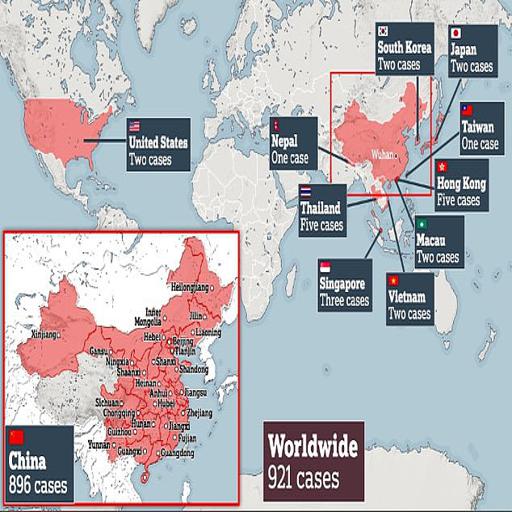 South Korea
Two cases
Japan
Two cases
United States
Two cases
Nepal
One case
Wuhan
Taiwan
One case
Hong Kong
Five cases
Thailand
Five cases
Macau
Two cases
Singapore
Three cases
Vietnam
Two cases
Heilongjiang
Jilin
Inner
Mongolia
Liaoning
Xinjiang
Hebei
Beijing
Tianjin
Gansu
Ningxia
Shanxi
Shaanxi
Shandong
Henan
Anhui
Jiangsu
Sichuan
Hubei
Chongqing
Zhejiang
Hunan
Jiangxi
Guizhou
Fujian
Yunnan
Guangxi
Guangdong
China
896 cases
Worldwide
921 cases